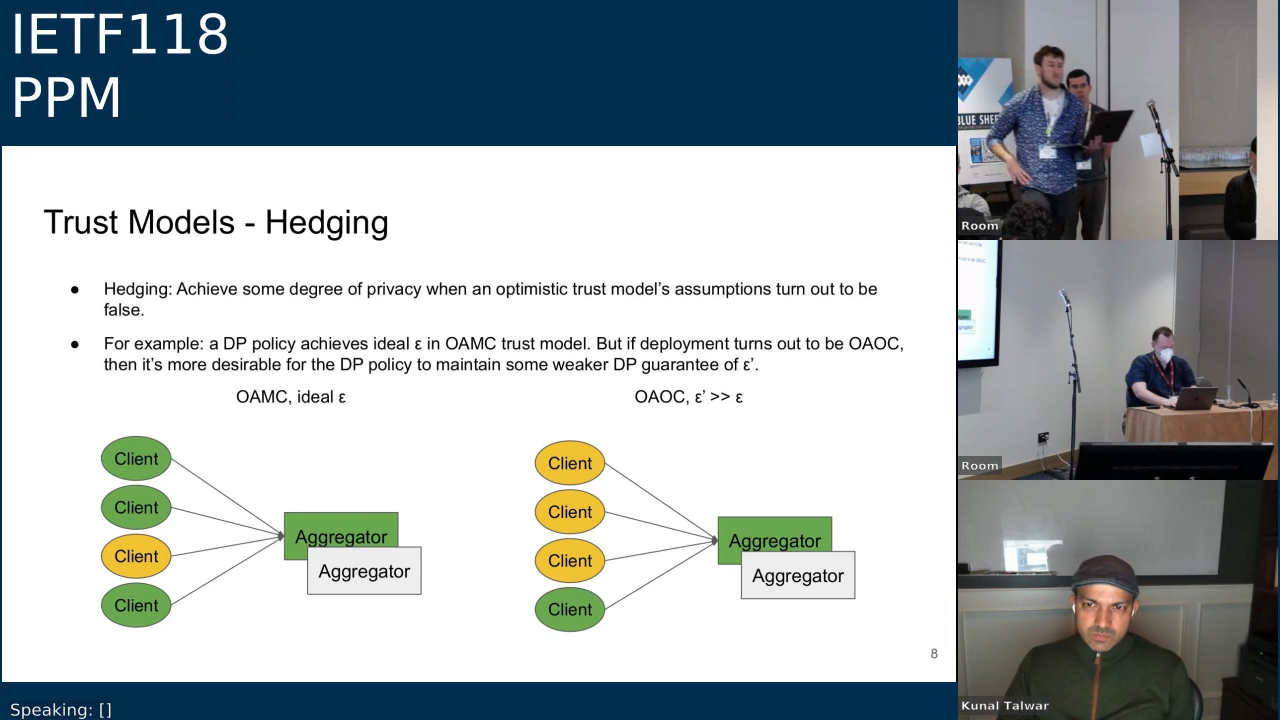 IETF118
PPM
BLUE SHEE
Room
Trust Models - Hedging
● Hedging: Achieve some degree of privacy when an optimistic trust model’s assumptions turn out to be
false.
● For example: a DP policy achieves ideal ε in OAMC trust model. But if deployment turns out to be OAOC,
then it’s more desirable for the DP policy to maintain some weaker DP guarantee of ε’.
OAMC, ideal ε
OAOC, ε’ >> ε
Client
Client
Client
Client
Aggregator
Aggregator
Client
Client
Client
Client
Aggregator
Aggregator
8
Room
Kunal Talwar
Speaking: []